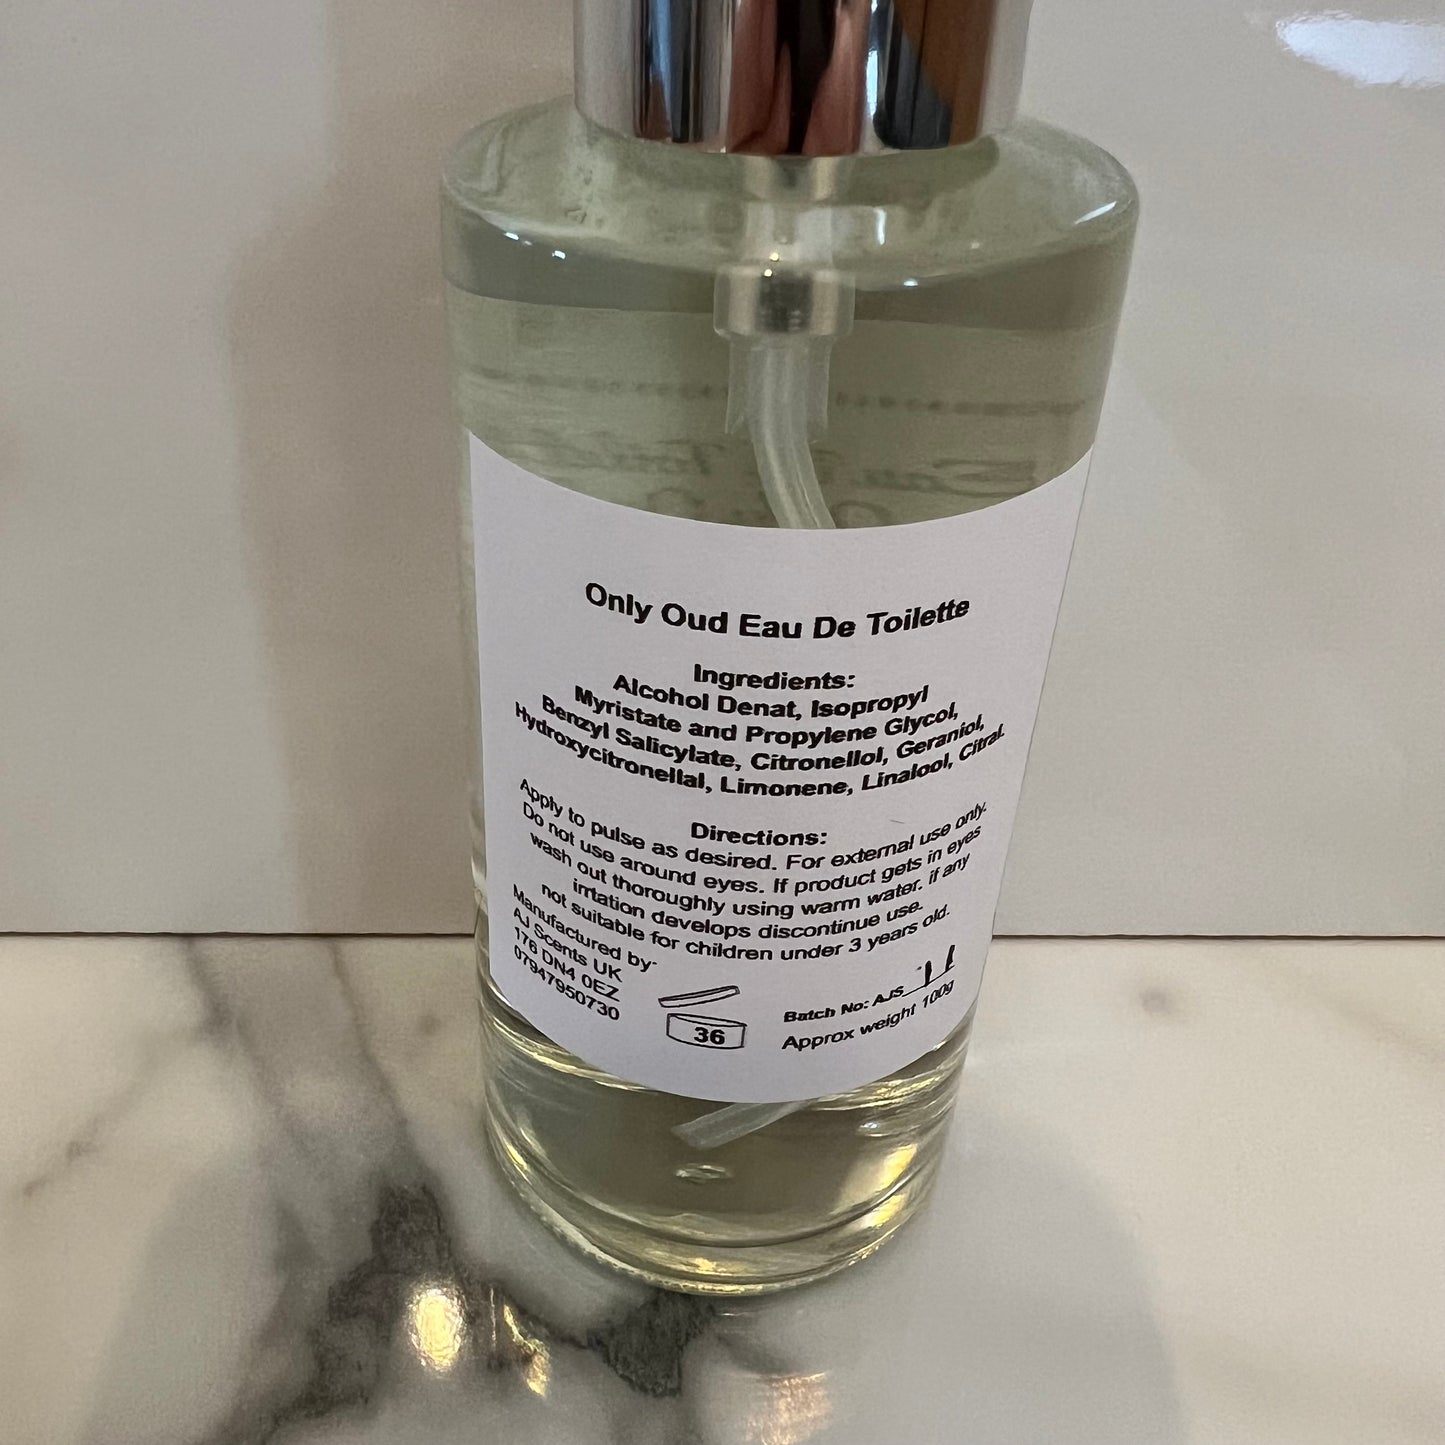 Only Oud Eau De Toilette
Ingredients:
Alcohol Denat, Isopropyl
Myristate and Propylene Glycol,
Benzyl Salicylate, Citronellol, Geraniol,
Hydroxycitronellal, Limonene, Linalool, Citral.
Directions:
Apply to pulse as desired. For external use only.
Do not use around eyes. If product gets in eyes
wash out thoroughly using warm water. if any
irritation develops discontinue use.
not suitable for children under 3 years old.
Manufactured by-
AJ Scents UK
176 DN4 0EZ
07947950730
36
Batch No: AJS
Approx weight 100g